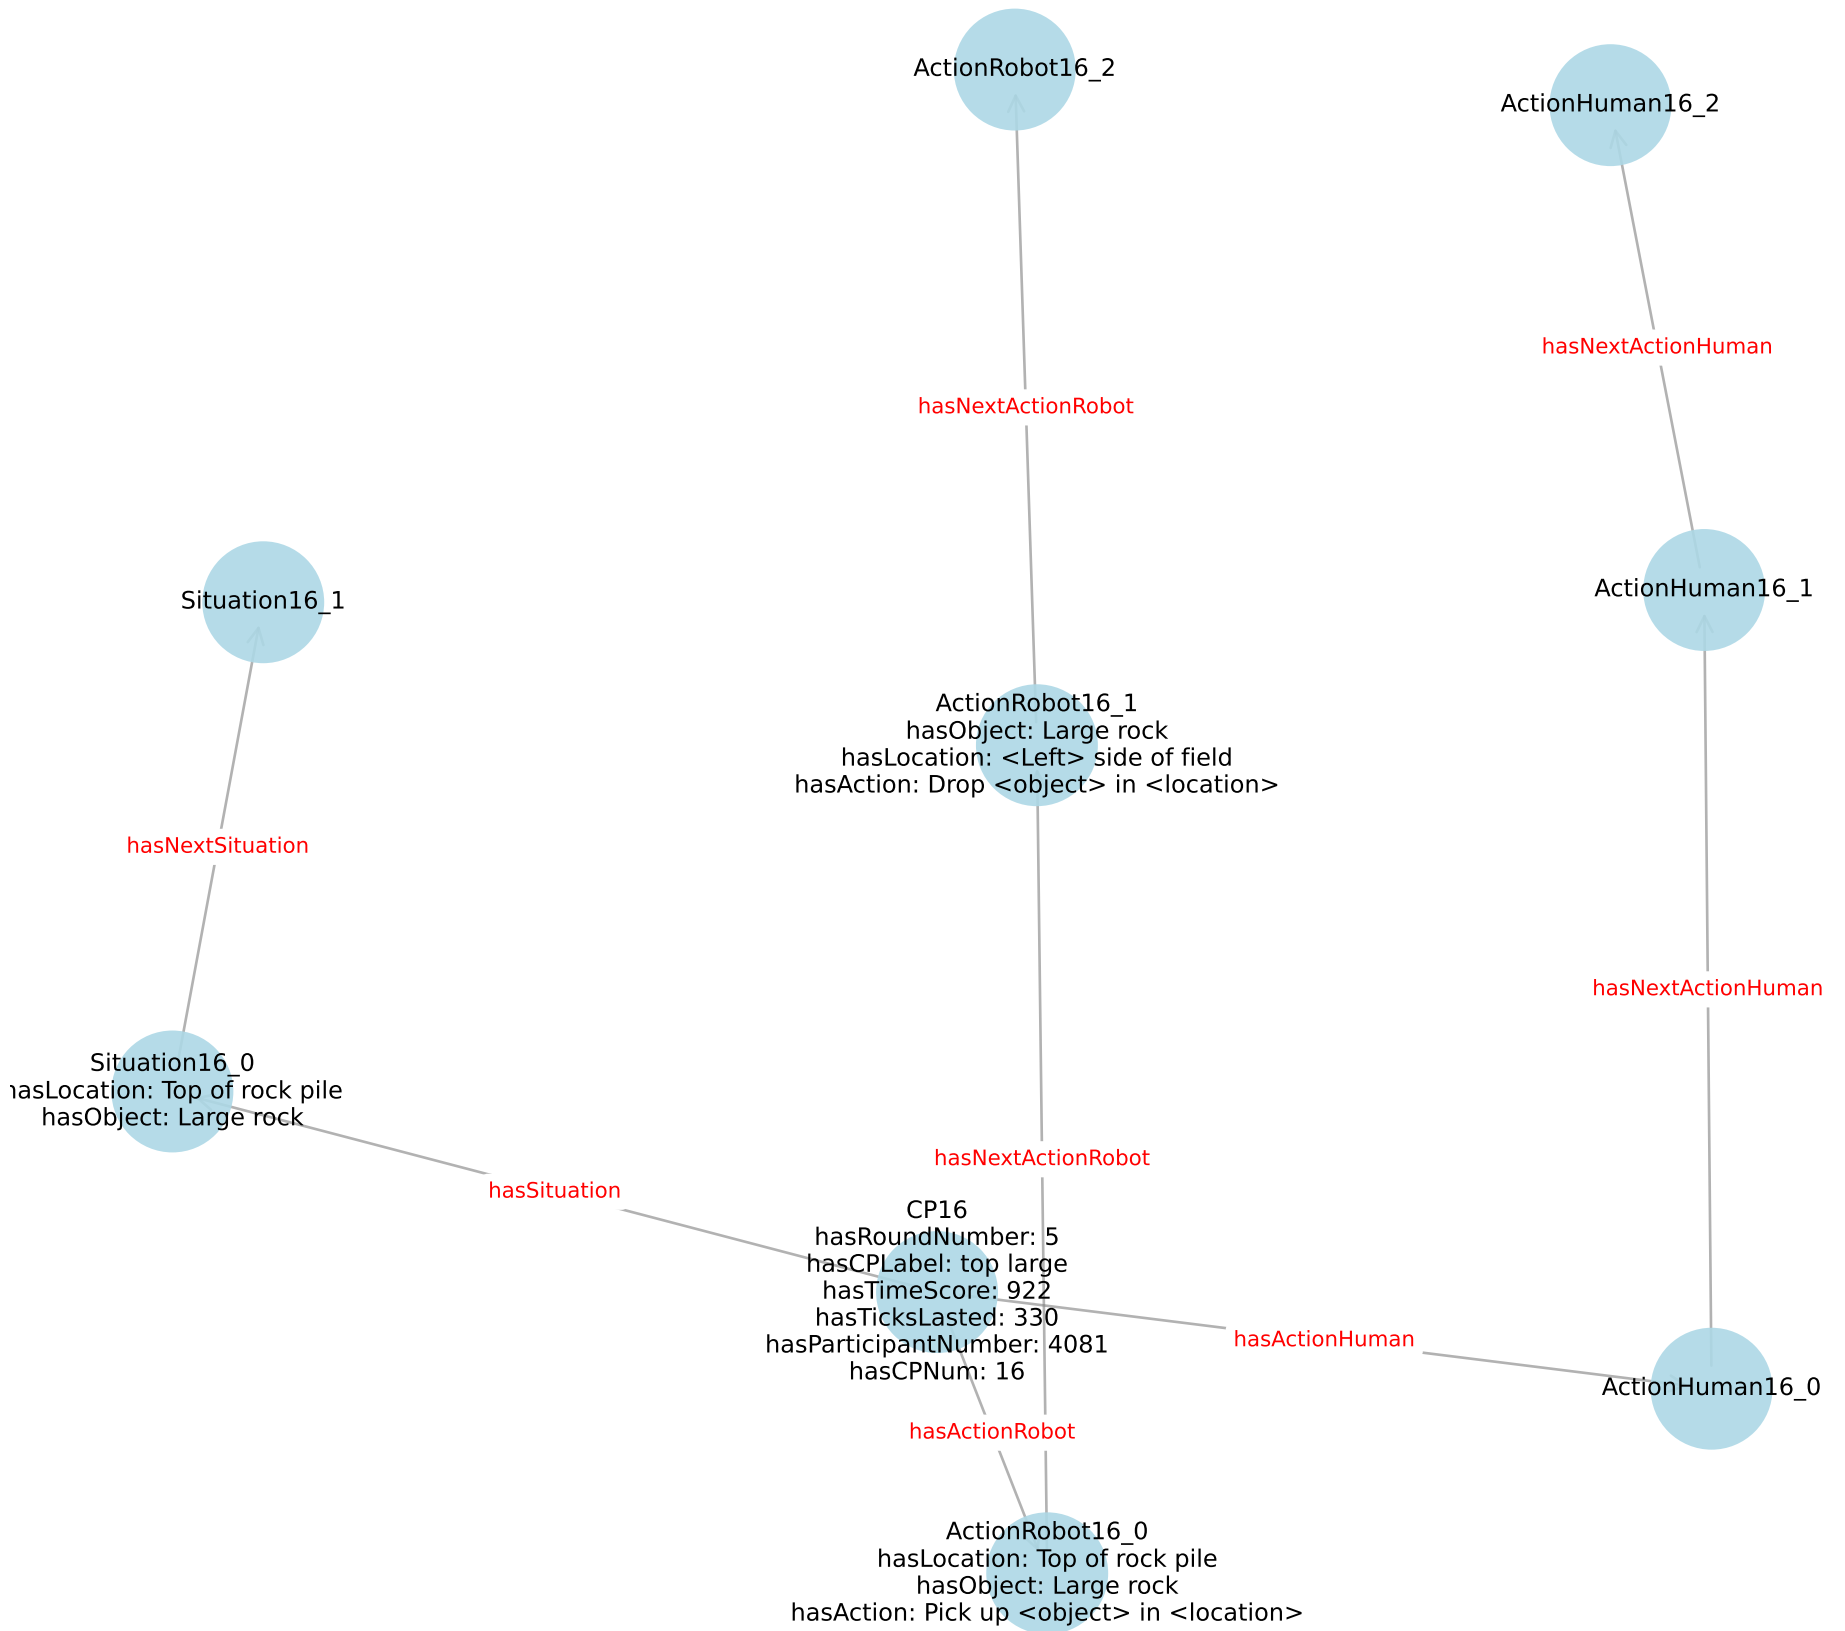 ActionRobot16_2
ActionHuman16_2
hasNextActionHuman
hasNextActionRobot
ActionHuman16_1
Situation16_1
ActionRobot16_1
hasObject: Large rock
hasLocation: <Left> side of field
hasAction: Drop <object> in <location>
hasNextSituation
hasNextActionHuman
Situation16_0
hasLocation: Top of rock pile
hasObject: Large rock
hasNextActionRobot
hasSituation
CP16
hasRoundNumber: 5
hasCPLabel: top large
hasTimeScore: 922
hasTicksLasted: 330
hasParticipantNumber: 4081
hasCPNum: 16
hasActionHuman
ActionHuman16_0
hasActionRobot
ActionRobot16_0
hasLocation: Top of rock pile
hasObject: Large rock
hasAction: Pick up <object> in <location>